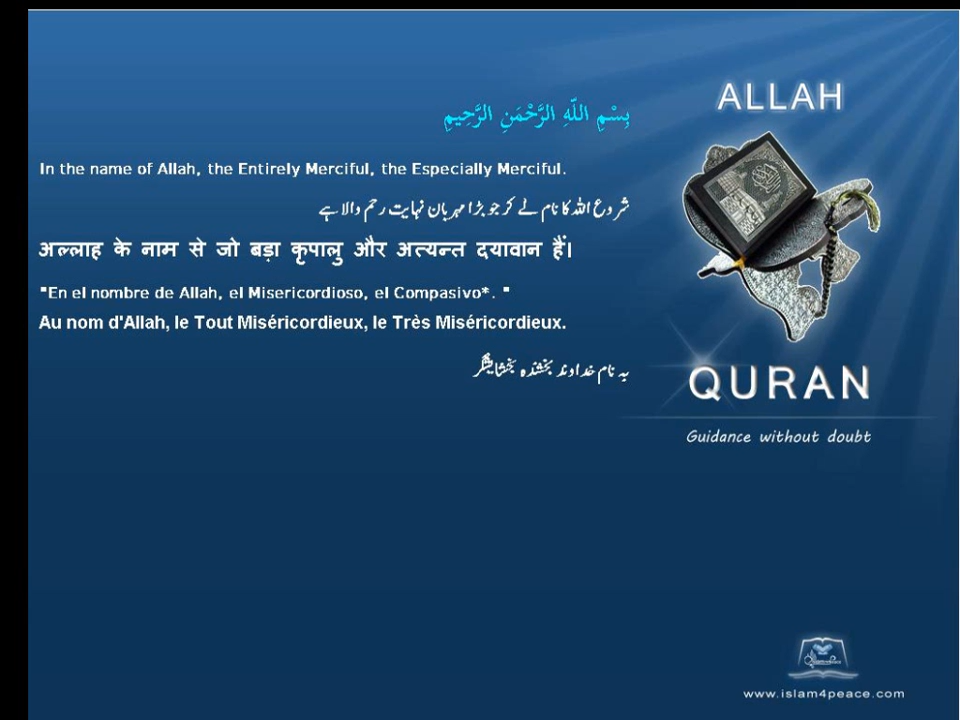 بِسْمِ اللَّهِ الرَّحْمَنِ الرَّحِيمِ
In the name of Allah, the Entirely Merciful, the Especially Merciful.
شروع الله کا نام لے کر جو بڑا مہربان نہایت رحم والا ہے
अल्लाह के नाम से जो बड़ा कृपालु और अत्यन्त दयावान हैं।
"En el nombre de Allah, el Misericordioso, el Compasivo*. "
Au nom d'Allah, le Tout Miséricordieux, le Très Miséricordieux.
به نام خداوند بخشنده بخشایشگر
ALLAH
QURAN
Guidance without doubt
www.islam4peace.com